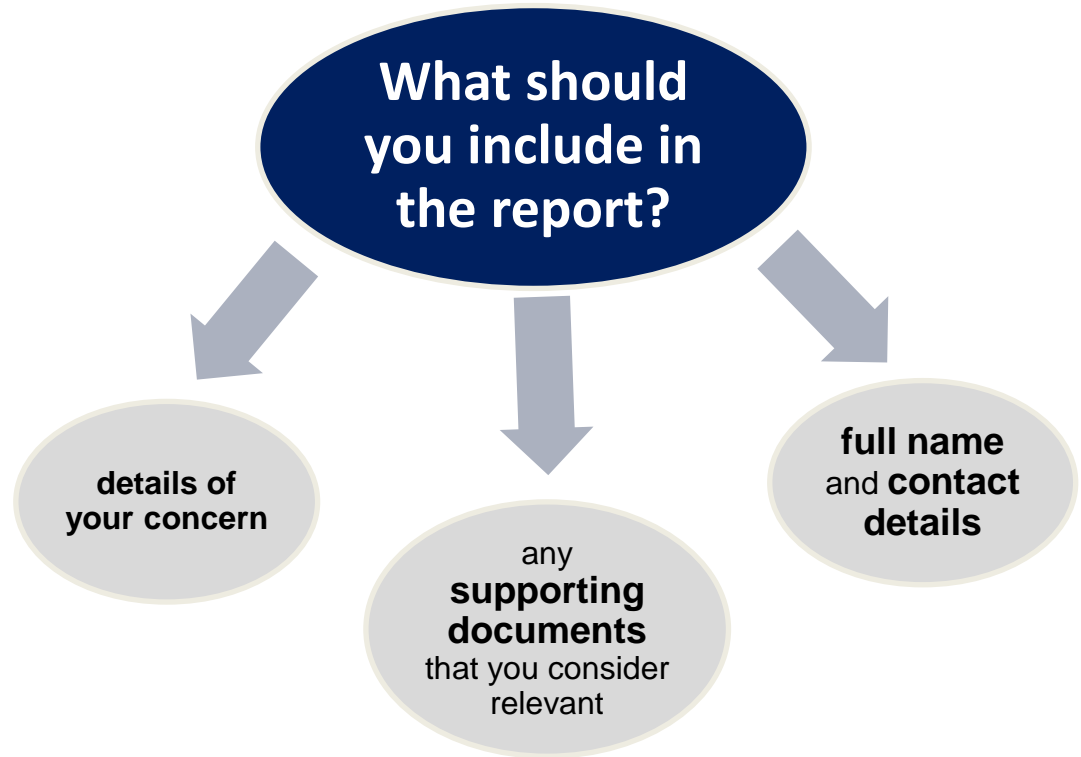 What should
you include in
the report?
details of
your concern
any
supporting
documents
that you consider
relevant
full name
and contact
details